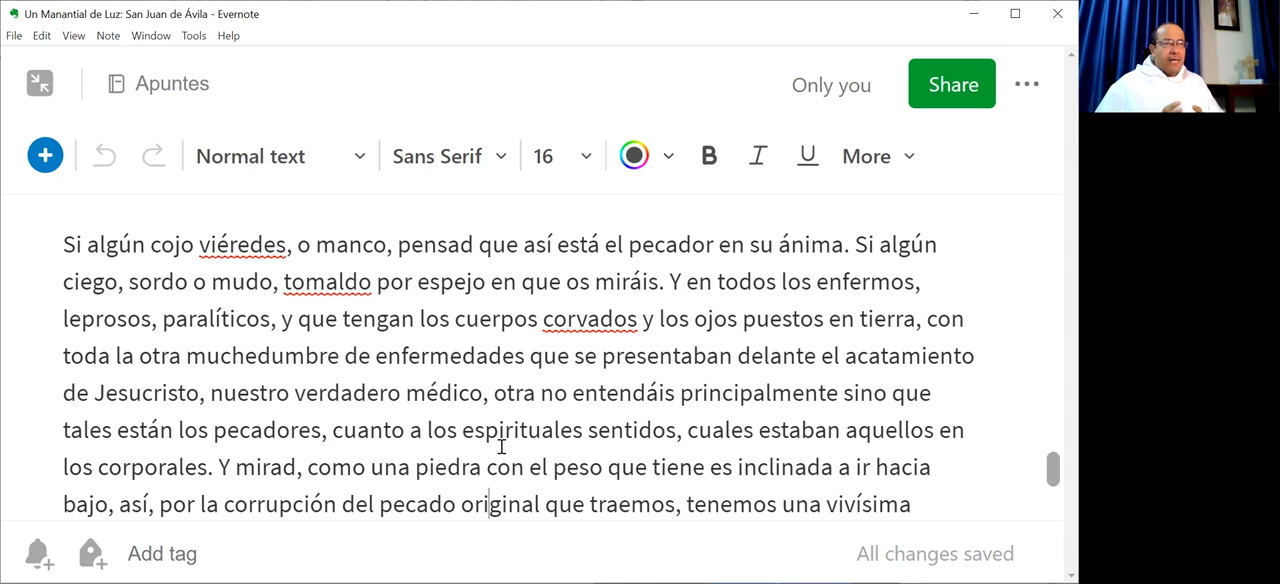 Un Manantial de Luz: San Juan de Ávila - Evernote
File Edit View Note Window Tools Help
Apuntes
Only you
Share
Normal text
Sans Serif
16
B I U
More
Si algún cojo viéredes, o manco, pensad que así está el pecador en su ánima. Si algún
ciego, sordo o mudo, tomaldo por espejo en que os miráis. Y en todos los enfermos,
leprosos, paralíticos, y que tengan los cuerpos corvados y los ojos puestos en tierra, con
toda la otra muchedumbre de enfermedades que se presentaban delante el acatamiento
de Jesucristo, nuestro verdadero médico, otra no entendáis principalmente sino que
tales están los pecadores, cuanto a los espirituales sentidos, cuales estaban aquellos en
los corporales. Y mirad, como una piedra con el peso que tiene es inclinada a ir hacia
bajo, así, por la corrupción del pecado original que traemos, tenemos una vivísima
Add tag
All changes saved